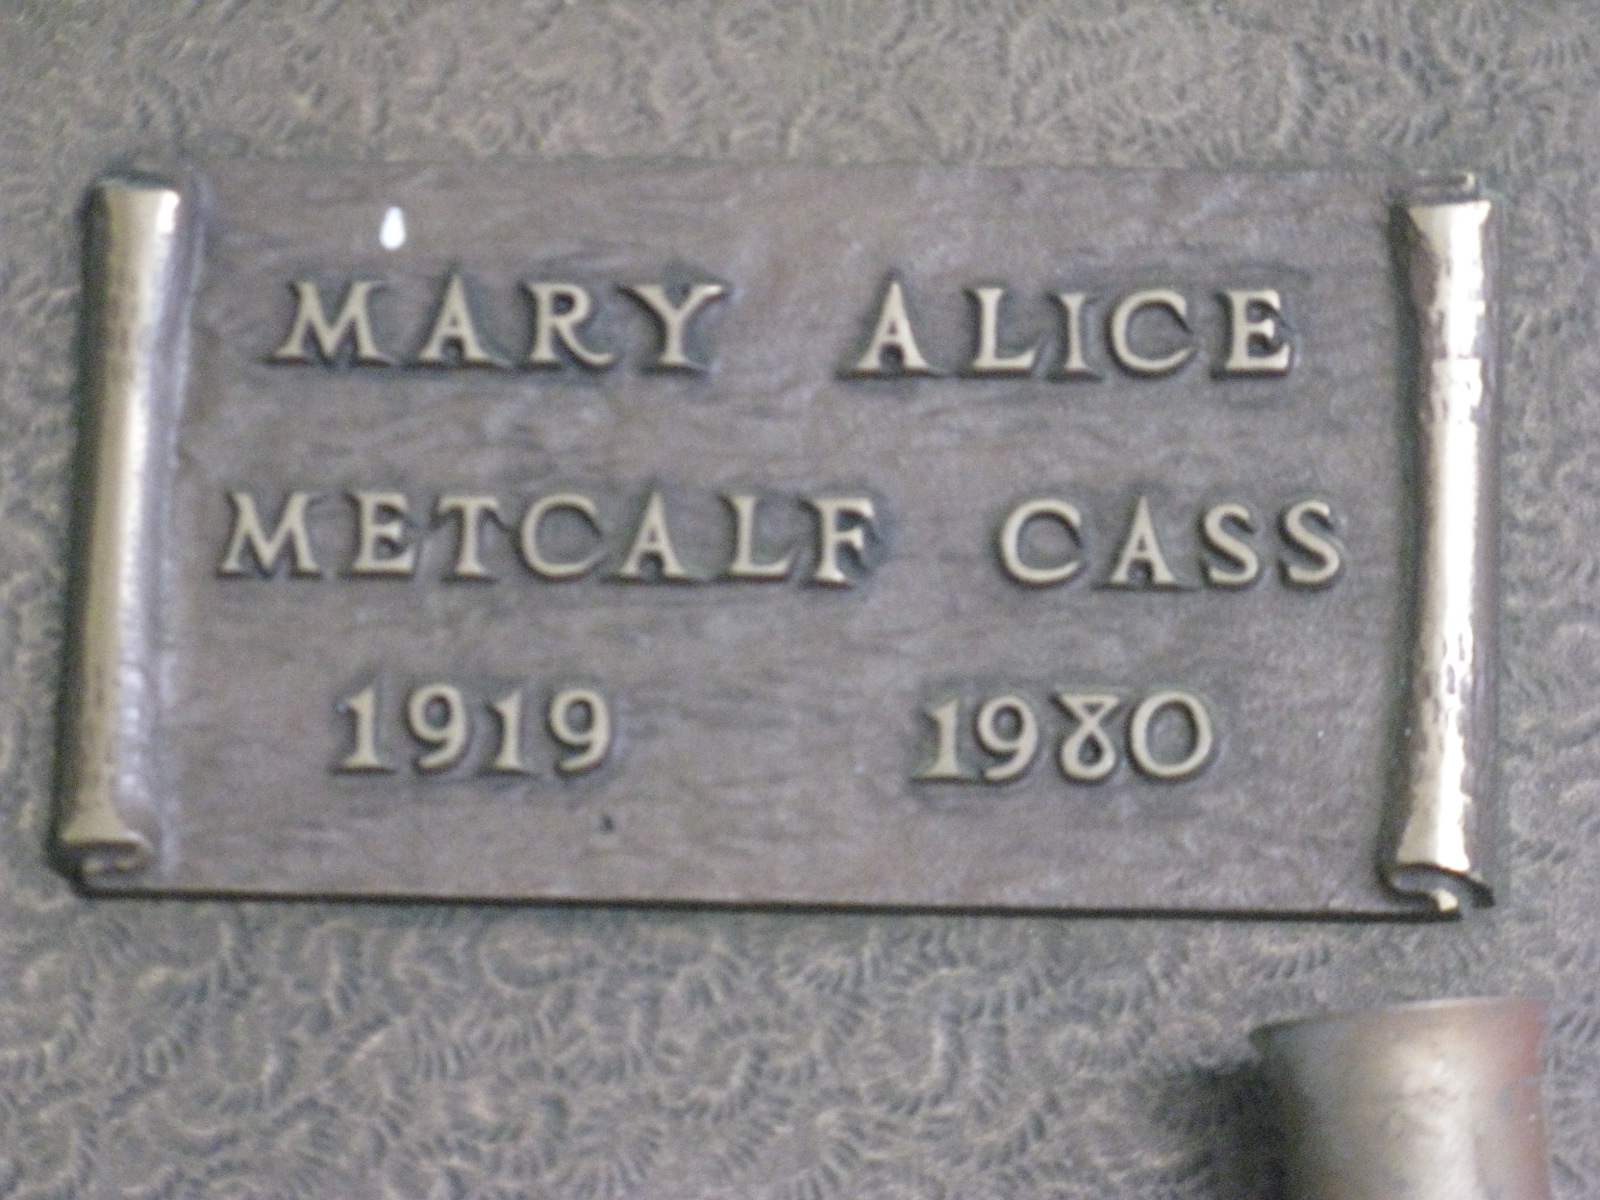 MARY ALICE
METCALF CASS
1919 1980